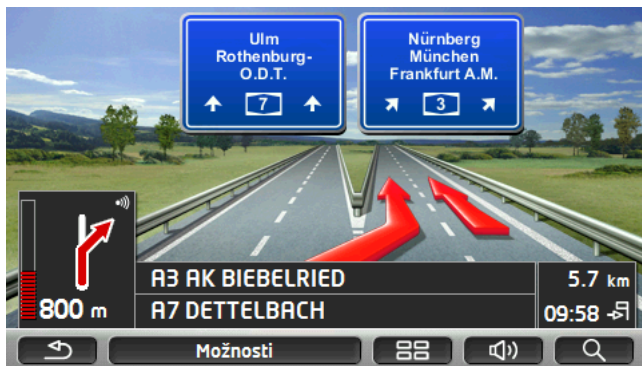 Ulm
Rothenburg-
O.D.T.
7
Nürnberg
München
Frankfurt A.M.
3
800 m
A3 AK BIEBELRIED
A7 DETTELBACH
5.7 km
09:58
Možnosti